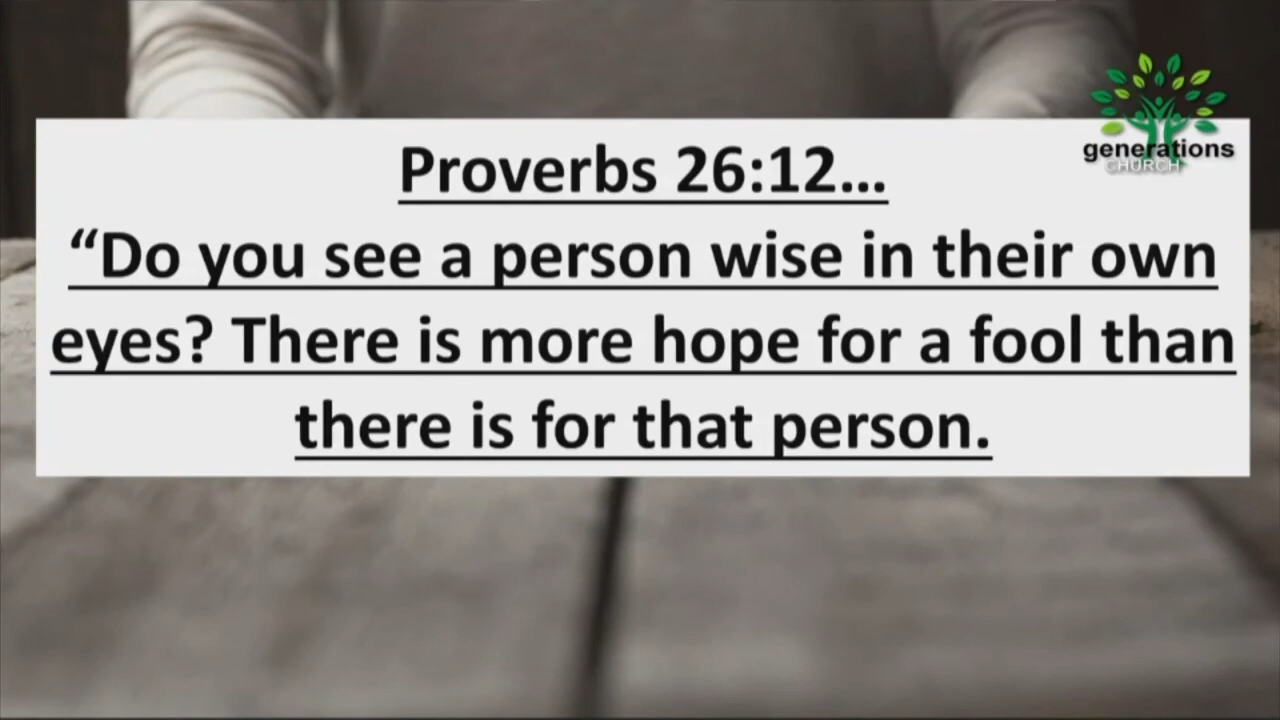 Proverbs 26:12...
“Do you see a person wise in their own
eyes? There is more hope for a fool than
there is for that person.
generations
CHURCH